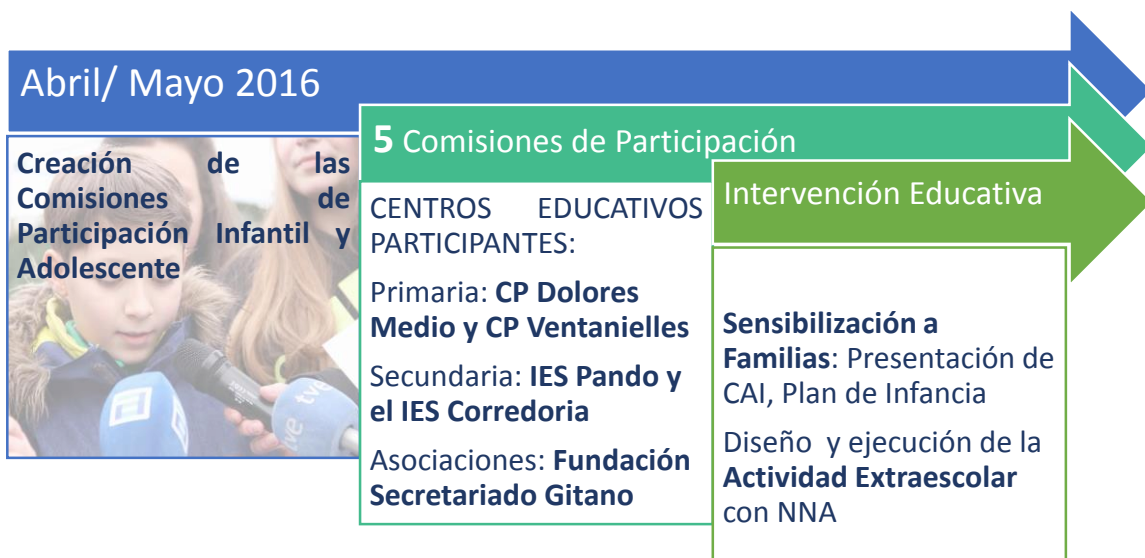 Abril/ Mayo 2016
Creación de las
Comisiones de
Participación Infantil y
Adolescente
tve
tve
5 Comisiones de Participación
CENTROS EDUCATIVOS
PARTICIPANTES:
Primaria: CP Dolores
Medio y CP Ventanielles
Secundaria: IES Pando y
el IES Corredoria
Asociaciones: Fundación
Secretariado Gitano
Intervención Educativa
Sensibilización a
Familias: Presentación de
CAI, Plan de Infancia
Diseño y ejecución de la
Actividad Extraescolar
con NNA